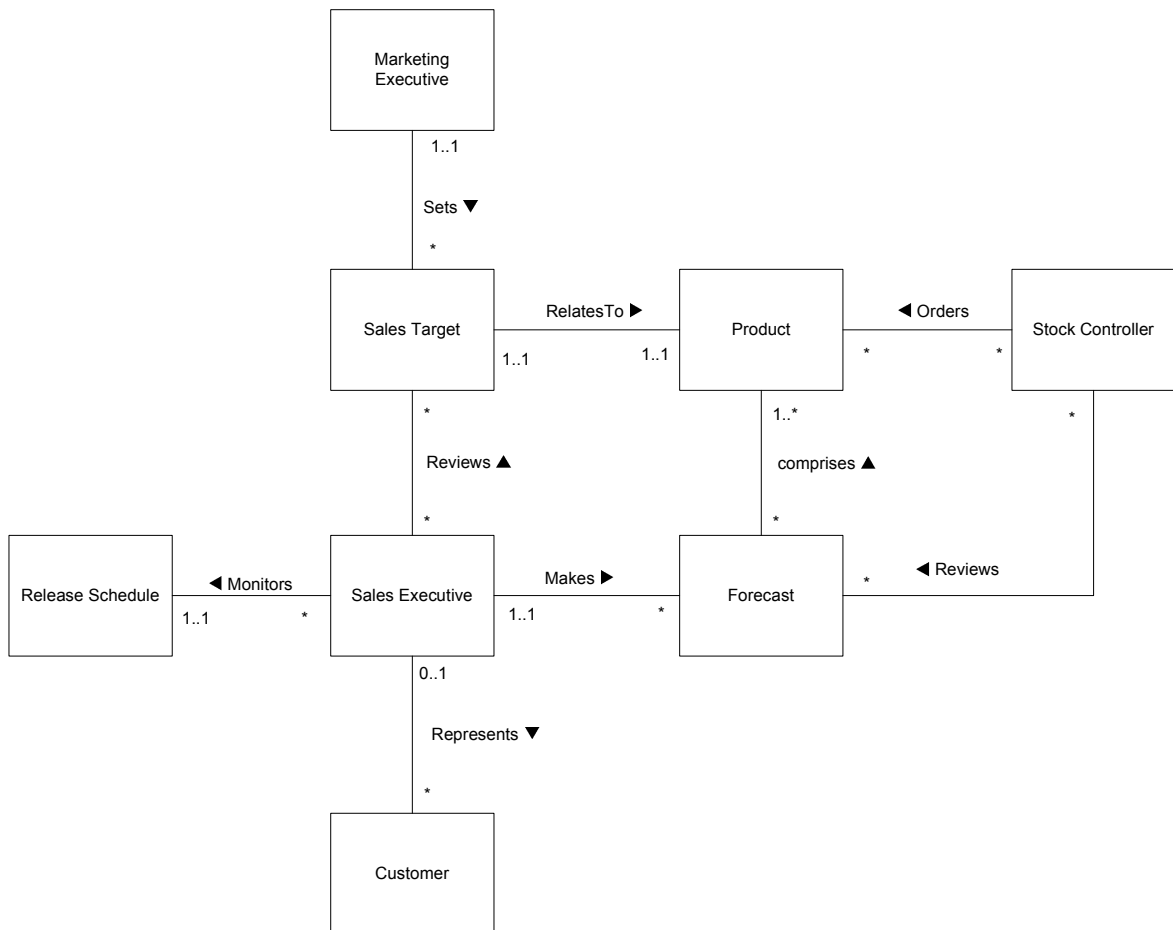 Marketing
Executive
1..1
Sets ▼
*
Sales Target
RelatesTo ►
1..1
1..1
Product
◄ Orders
*
*
Stock Controller
*
Reviews ▲
*
1..*
comprises ▲
*
*
Release Schedule
◄ Monitors
1..1
*
Sales Executive
Makes ►
1..1
*
Forecast
*
◄ Reviews
0..1
Represents ▼
*
Customer